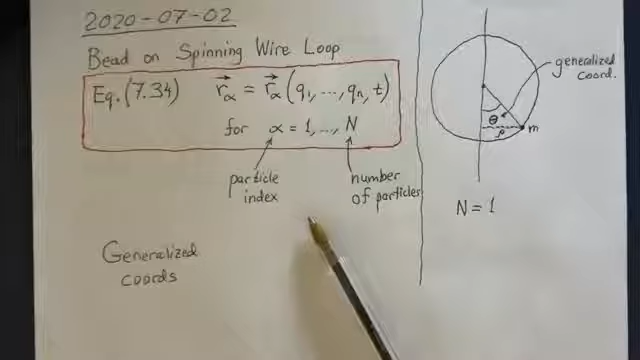 2020-07-02
Bead on Spinning Wire Loop
Eq.(7.34) r⃗α = r⃗α (q₁, ..., qn, t)
for α = 1, ..., N
particle index
number of particles
Generalized
coords
generalized
coord.
θ
ρ
m
N = 1